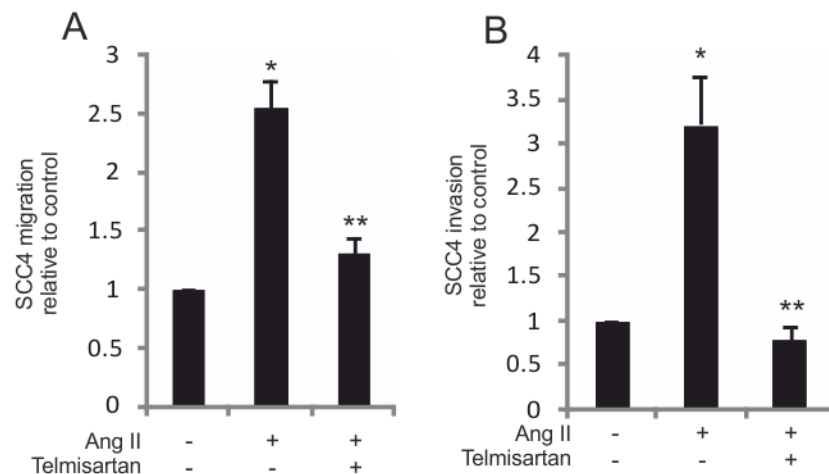 A
SCC4 migration
relative to control
3
2.5
2
1.5
1
0.5
0
*
**
Ang II - + +
Telmisartan - - +
B
SCC4 invasion
relative to control
4
3.5
3
2.5
2
1.5
1
0.5
0
*
**
Ang II - + +
Telmisartan - - +